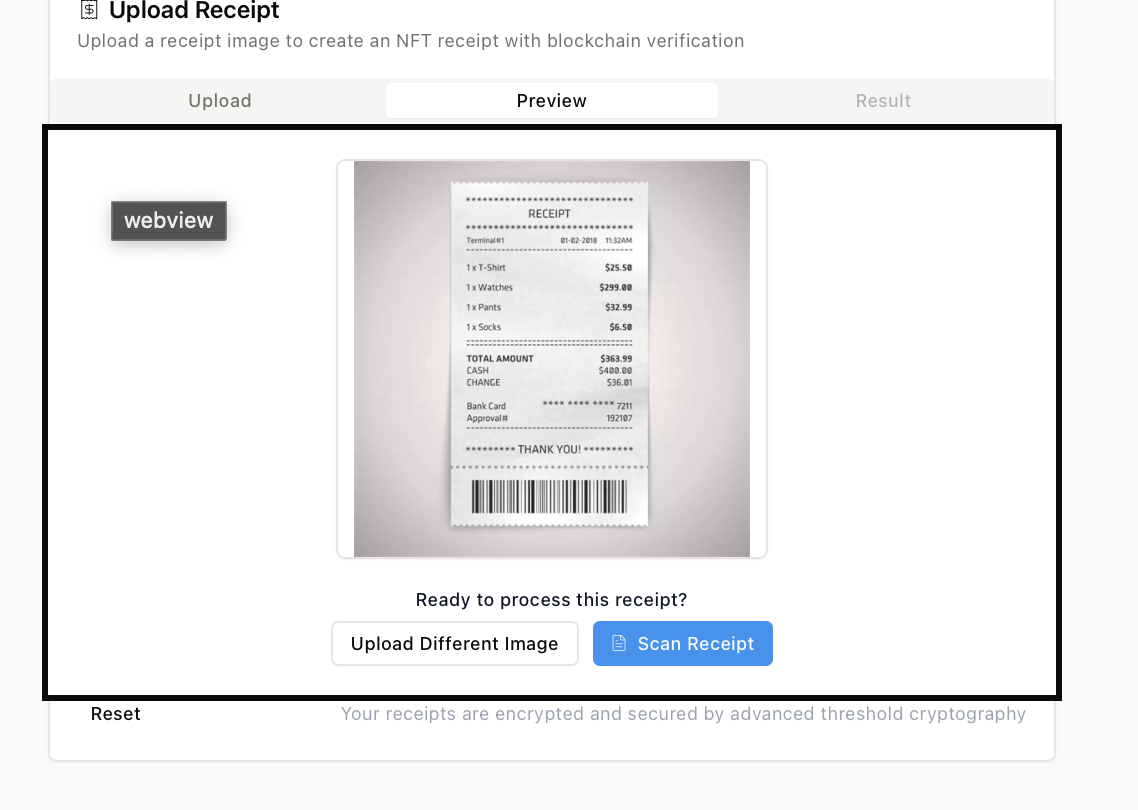 Upload Receipt
Upload a receipt image to create an NFT receipt with blockchain verification
Upload Preview Result
webview
RECEIPT
Terminal#1 01-02-2018 11:32AM
1 x T-Shirt $25.50
1 x Watches $299.00
1 x Pants $32.99
1 x Socks $6.50
TOTAL AMOUNT $363.99
CASH $400.00
CHANGE $36.01
Bank Card **** **** **** 7211
Approval# 192107
********* THANK YOU! *********
Ready to process this receipt?
Upload Different Image Scan Receipt
Reset Your receipts are encrypted and secured by advanced threshold cryptography